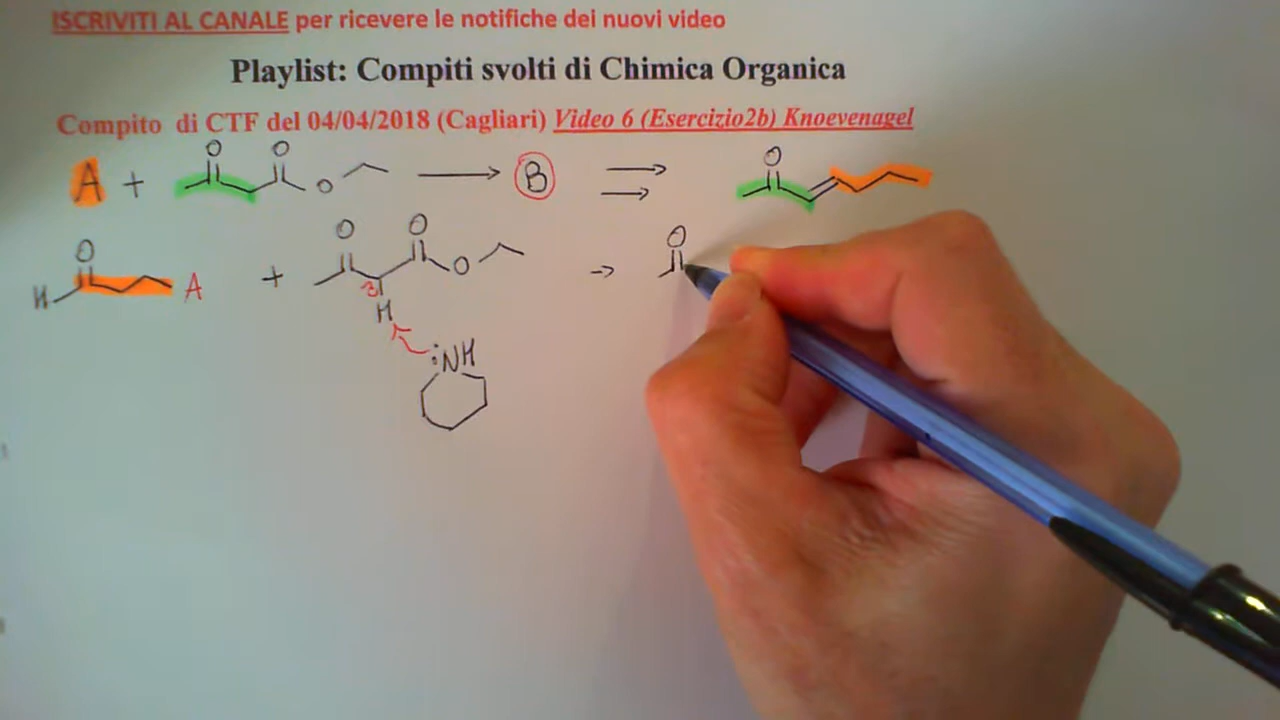 ISCRIVITI AL CANALE per ricevere le notifiche dei nuovi video
Playlist: Compiti svolti di Chimica Organica
Compito di CTF del 04/04/2018 (Cagliari) Video 6 (Esercizio2b) Knoevenagel
O O O
A + O → B
O O O O
H A + O →
H
:NH